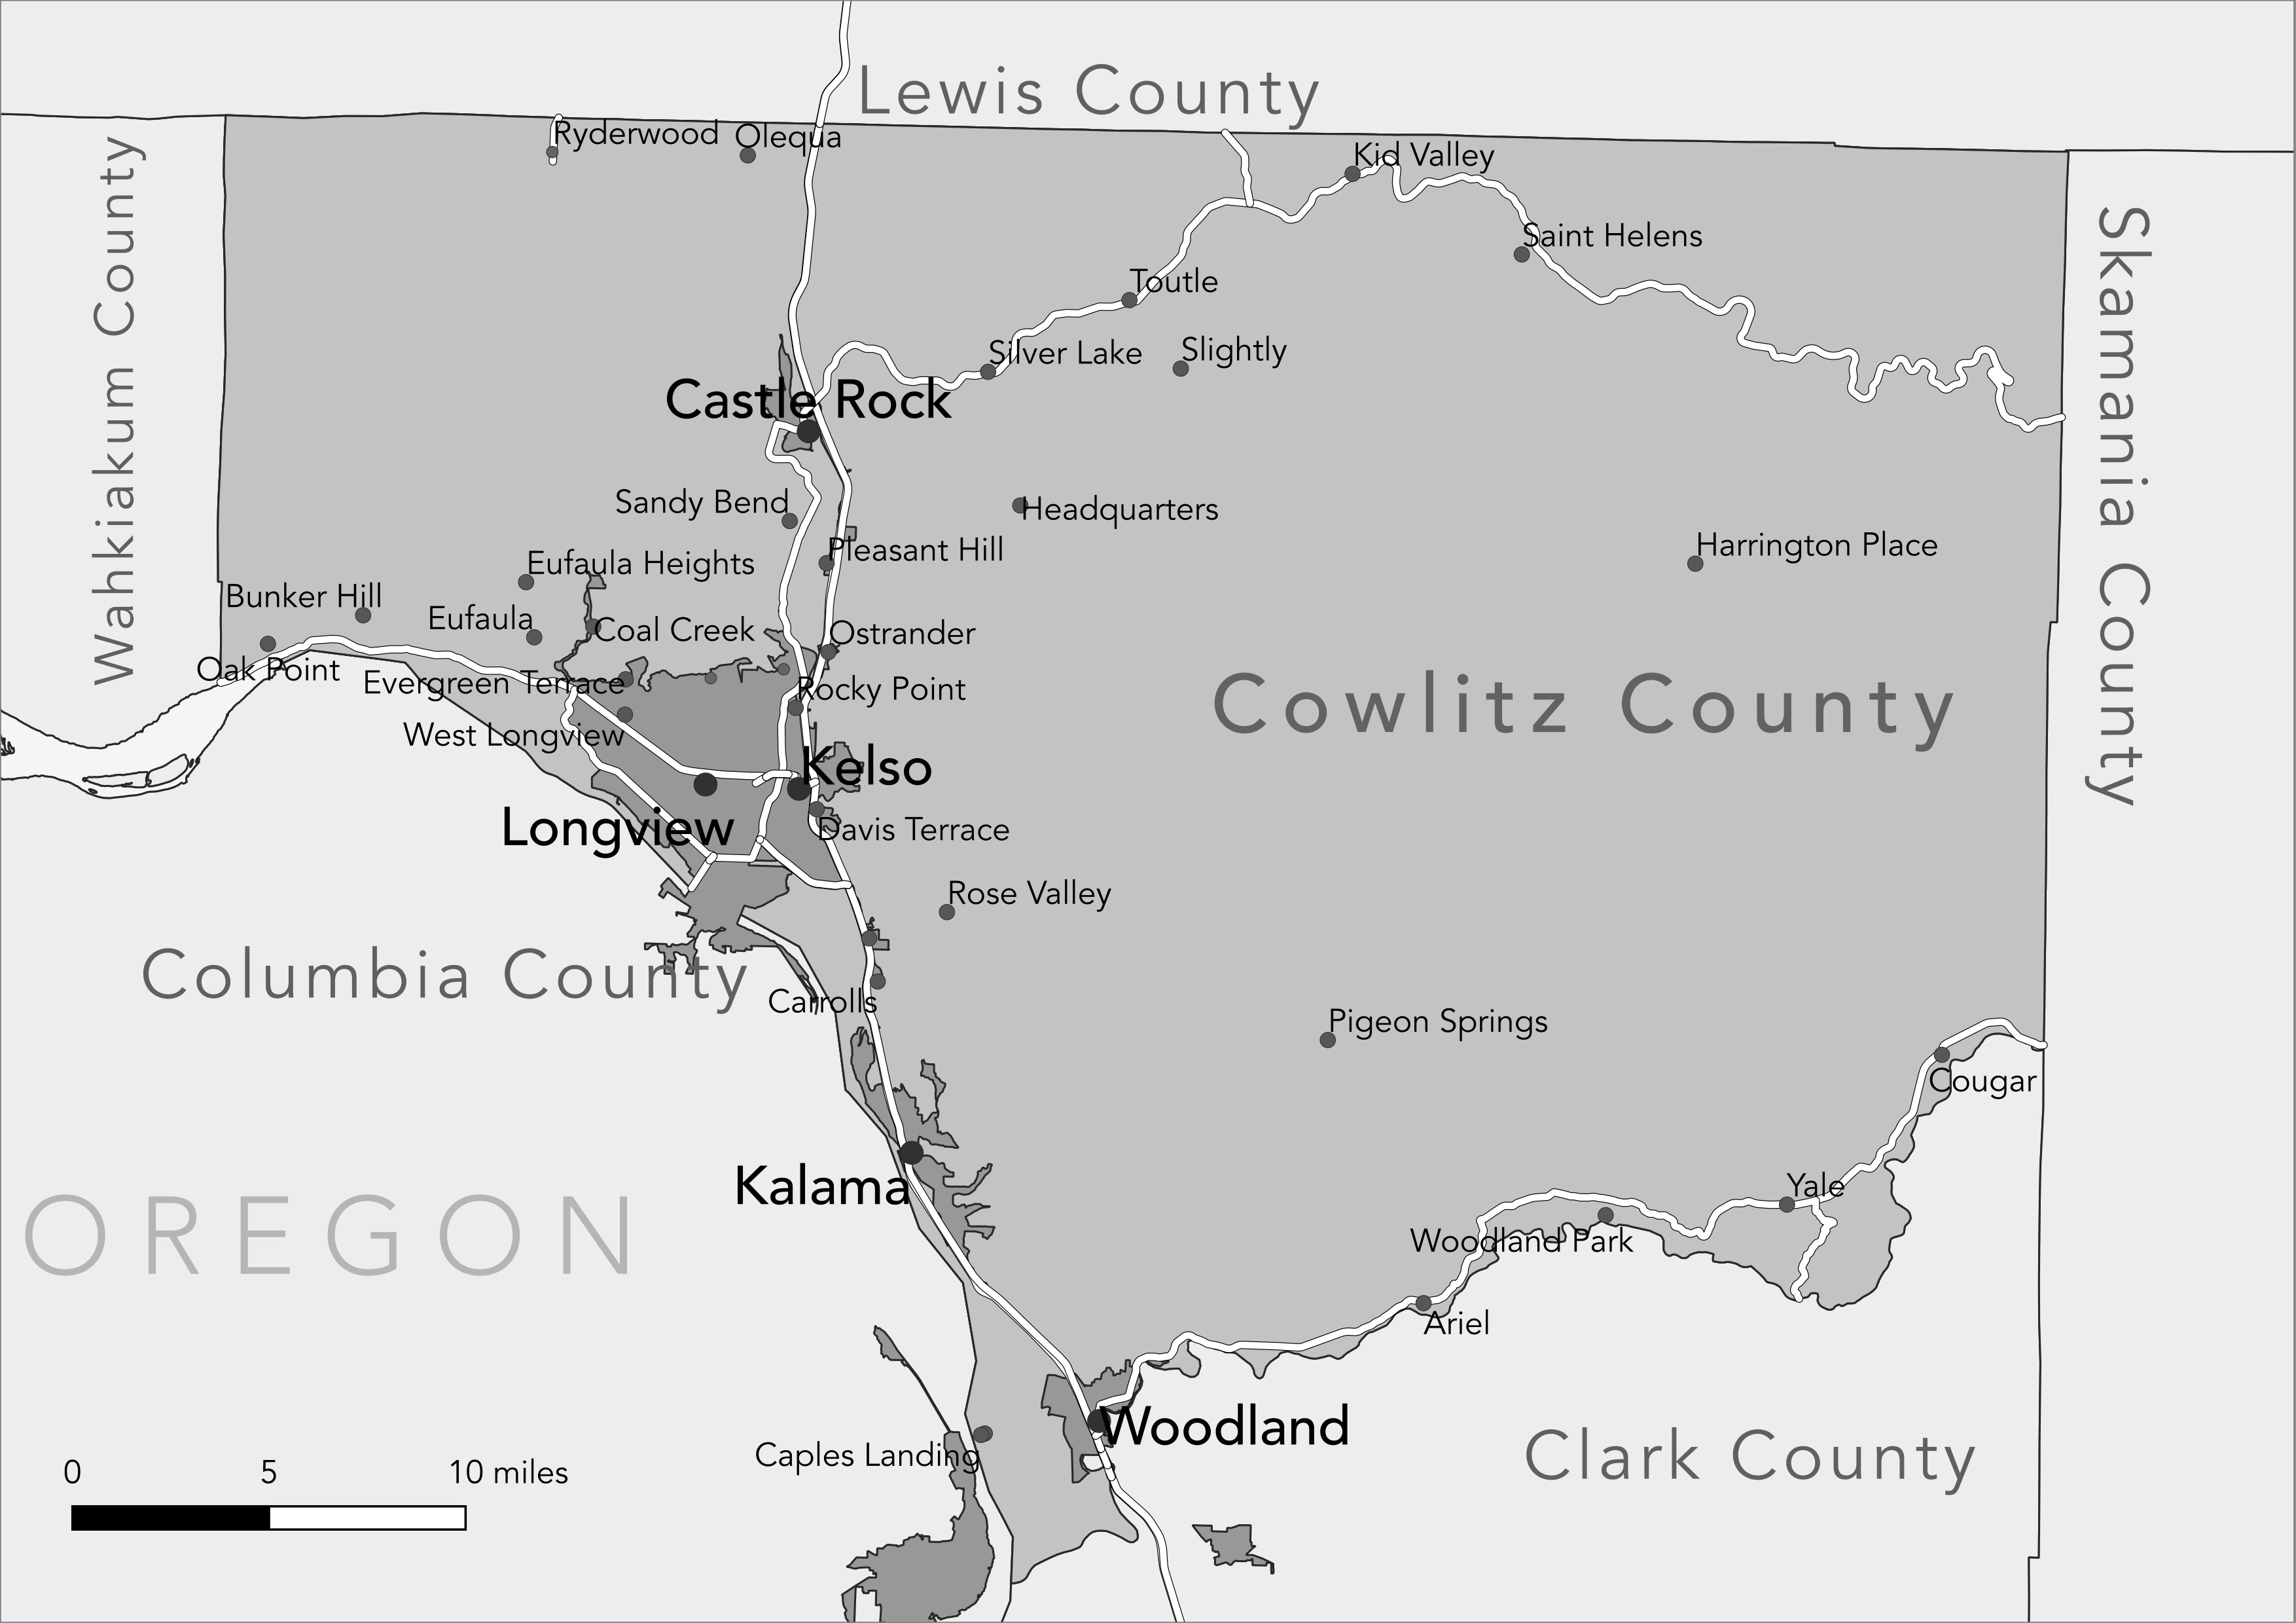 Lewis County
Ryderwood
Olequa
Kid Valley
Wahkiakum County
Skamania County
Saint Helens
Toutle
Silver Lake
Slightly
Castle Rock
Sandy Bend
Headquarters
Pleasant Hill
Harrington Place
Eufaula Heights
Bunker Hill
Eufaula
Coal Creek
Ostrander
Oak Point
Evergreen Terrace
Rocky Point
Cowlitz County
West Longview
Kelso
Longview
Davis Terrace
Rose Valley
Columbia County
Carrolls
Pigeon Springs
Cougar
Kalama
Yale
OREGON
Woodland Park
Ariel
Woodland
Caples Landing
Clark County
0 5 10 miles